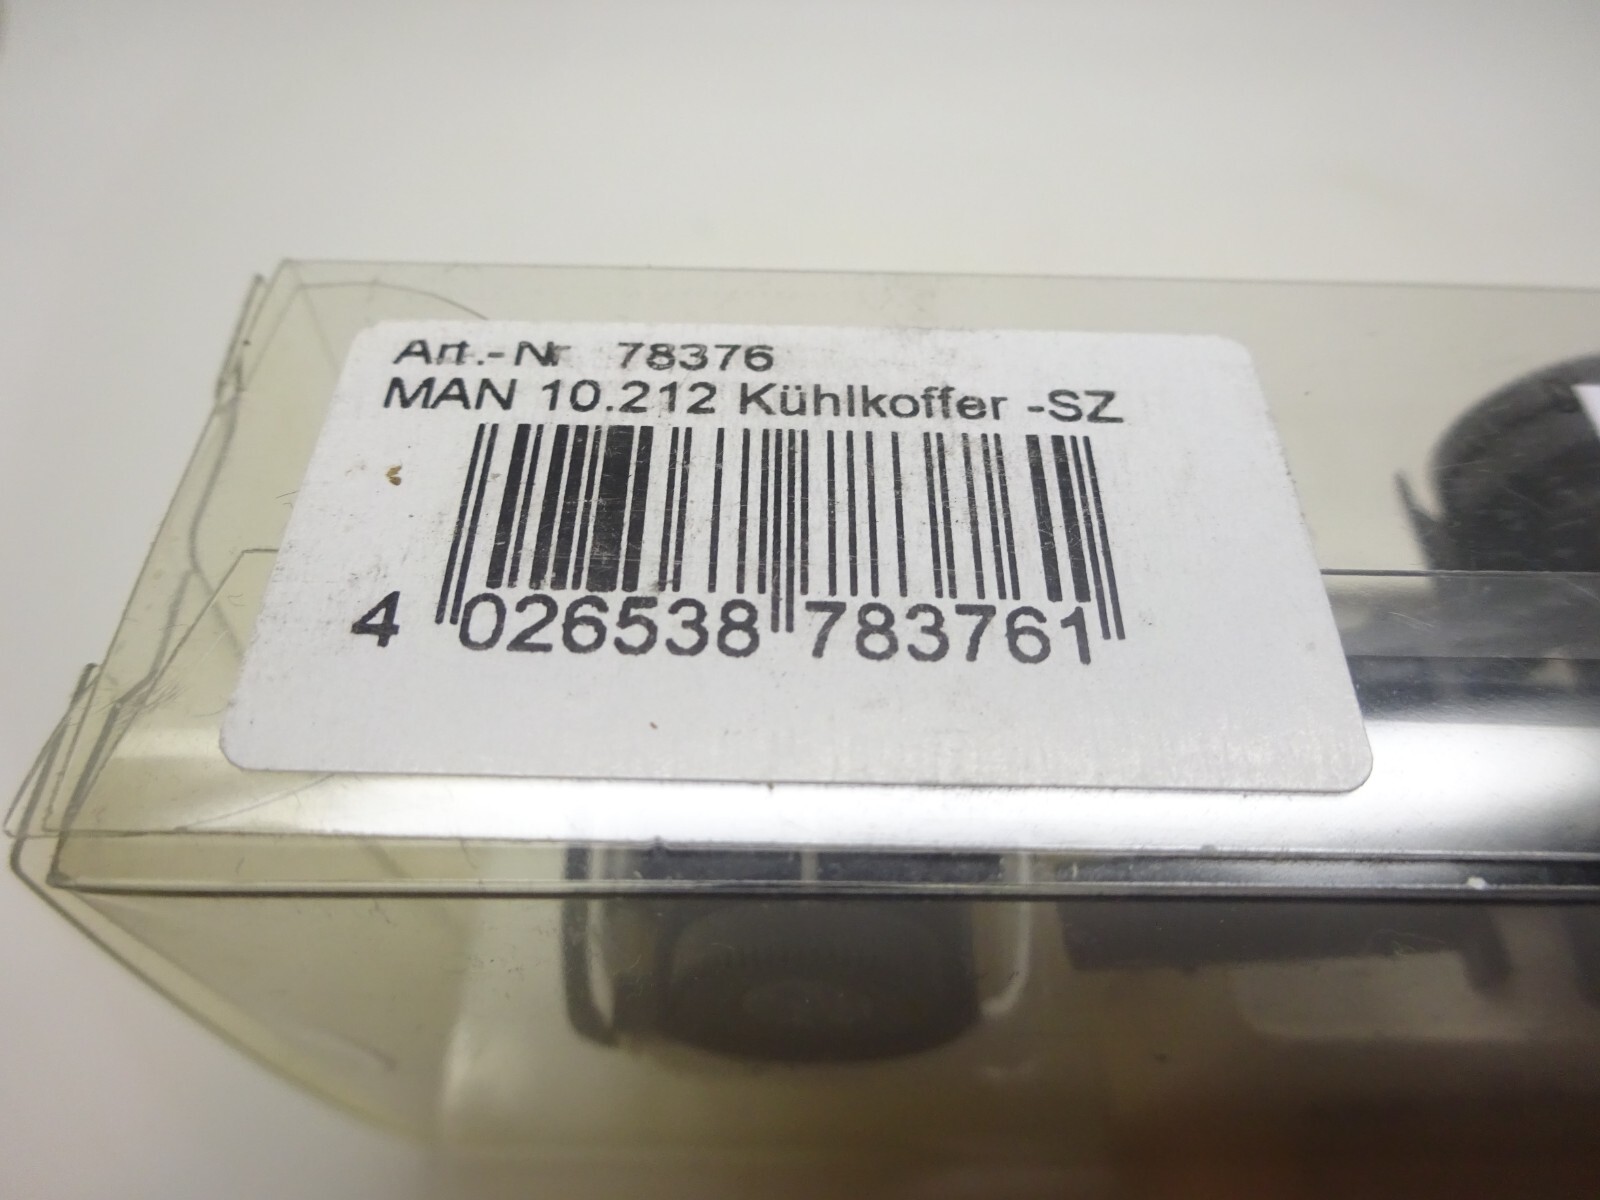 Art.-Nr 78376
MAN 10.212 Kühlkoffer -SZ
4 026538 783761